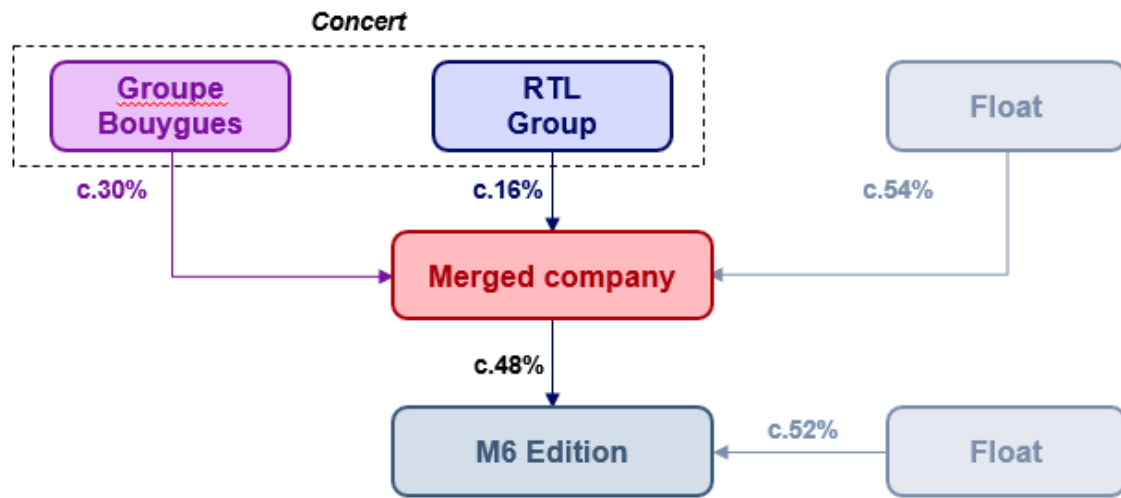 Concert
Groupe
Bouygues
RTL
Group
Float
c.30%
c.16%
c.54%
Merged company
c.48%
M6 Edition
c.52%
Float